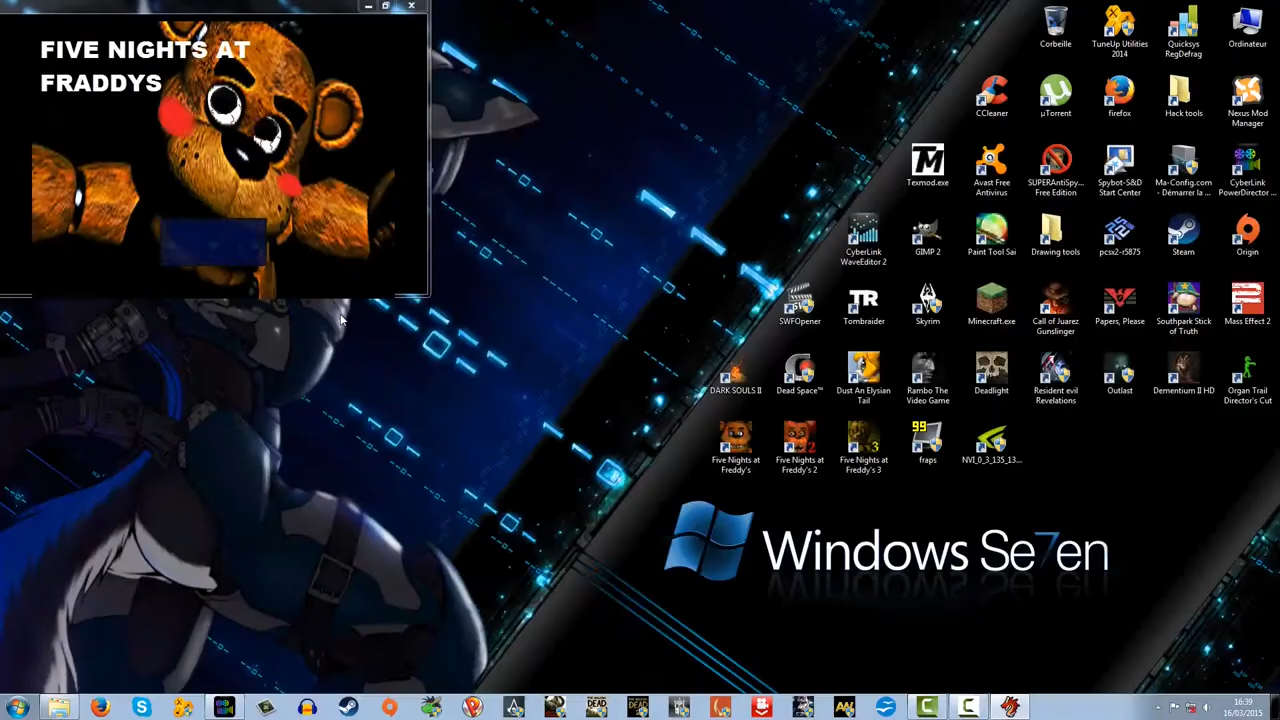 FIVE NIGHTS AT
FRADDYS
Corbeille
TuneUp Utilities
2014
Quicksys
RegDefrag
Ordinateur
CCleaner
µTorrent
firefox
Hack tools
Nexus Mod
Manager
Texmod.exe
Avast Free
Antivirus
SUPERAntiSpy...
Free Edition
Spybot-S&D
Start Center
Ma-Config.com
- Démarrer la ...
CyberLink
PowerDirector ...
CyberLink
WaveEditor 2
GIMP 2
Paint Tool Sai
Drawing tools
pcsx2-r5875
Steam
Origin
SWFOpener
Tombraider
Skyrim
Minecraft.exe
Call of Juarez
Gunslinger
Papers, Please
Southpark Stick
of Truth
Mass Effect 2
DARK SOULS II
Dead Space™
Dust An Elysian
Tail
Rambo The
Video Game
Deadlight
Resident evil
Revelations
Outlast
Dementium II HD
Organ Trail
Director's Cut
Five Nights at
Freddy's
Five Nights at
Freddy's 2
Five Nights at
Freddy's 3
99
fraps
NVI_0_3_135_13...
Windows Se7en
16:39
16/03/2015